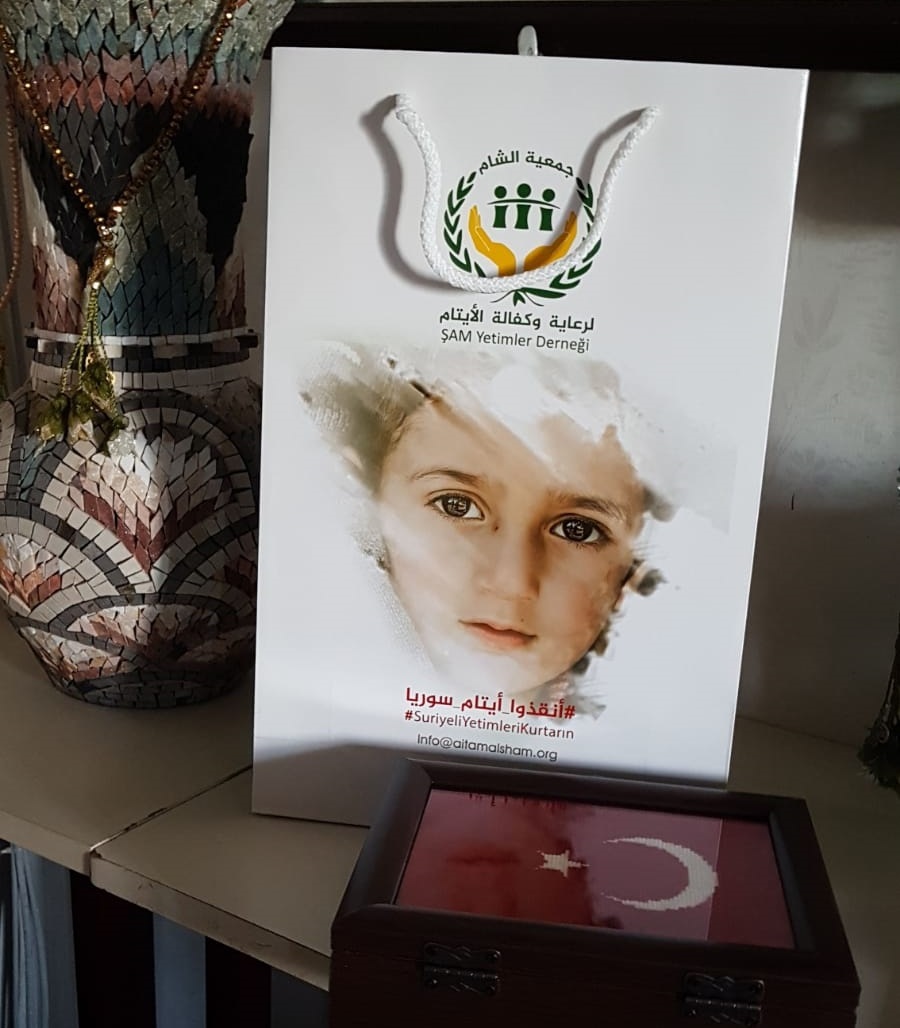 جمعية الشام
لرعاية وكفالة الأيتام
ŞAM Yetimler Derneği
#أنقذوا_أيتام_سوريا
#SuriyeliYetimleriKurtarın
Info@aitamalsham.org